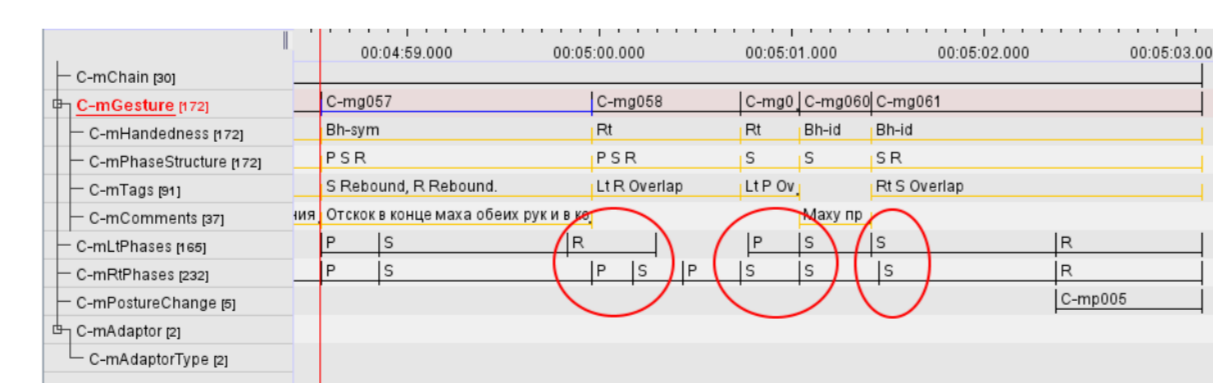 00:04:59.000 00:05:00.000 00:05:01.000 00:05:02.000 00:05:03.00
C-mChain [30]
C-mGesture [172] C-mg057 C-mg058 C-mg0 C-mg060 C-mg061
C-mHandedness [172] Bh-sym Rt Rt Bh-id Bh-id
C-mPhaseStructure [172] P S R P S R S S S R
C-mTags [91] S Rebound, R Rebound. Lt R Overlap Lt P Ov Rt S Overlap
C-mComments [37] ния Отскок в конце маха обеих рук и в ко Маху пр
C-mLtPhases [165] P S R P S S R
C-mRtPhases [232] P S P S P S S S R
C-mPostureChange [5] C-mp005
C-mAdaptor [2]
C-mAdaptorType [2]